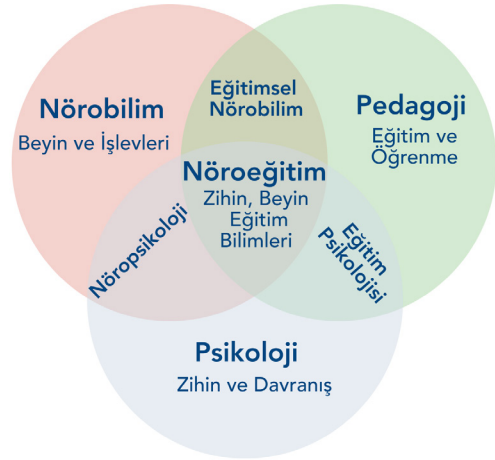 Nörobilim
Beyin ve İşlevleri
Eğitimsel
Nörobilim
Pedagoji
Eğitim ve
Öğrenme
Nöroeğitim
Zihin, Beyin
Eğitim
Bilimleri
Nöropsikoloji
Eğitim
Psikolojisi
Psikoloji
Zihin ve Davranış